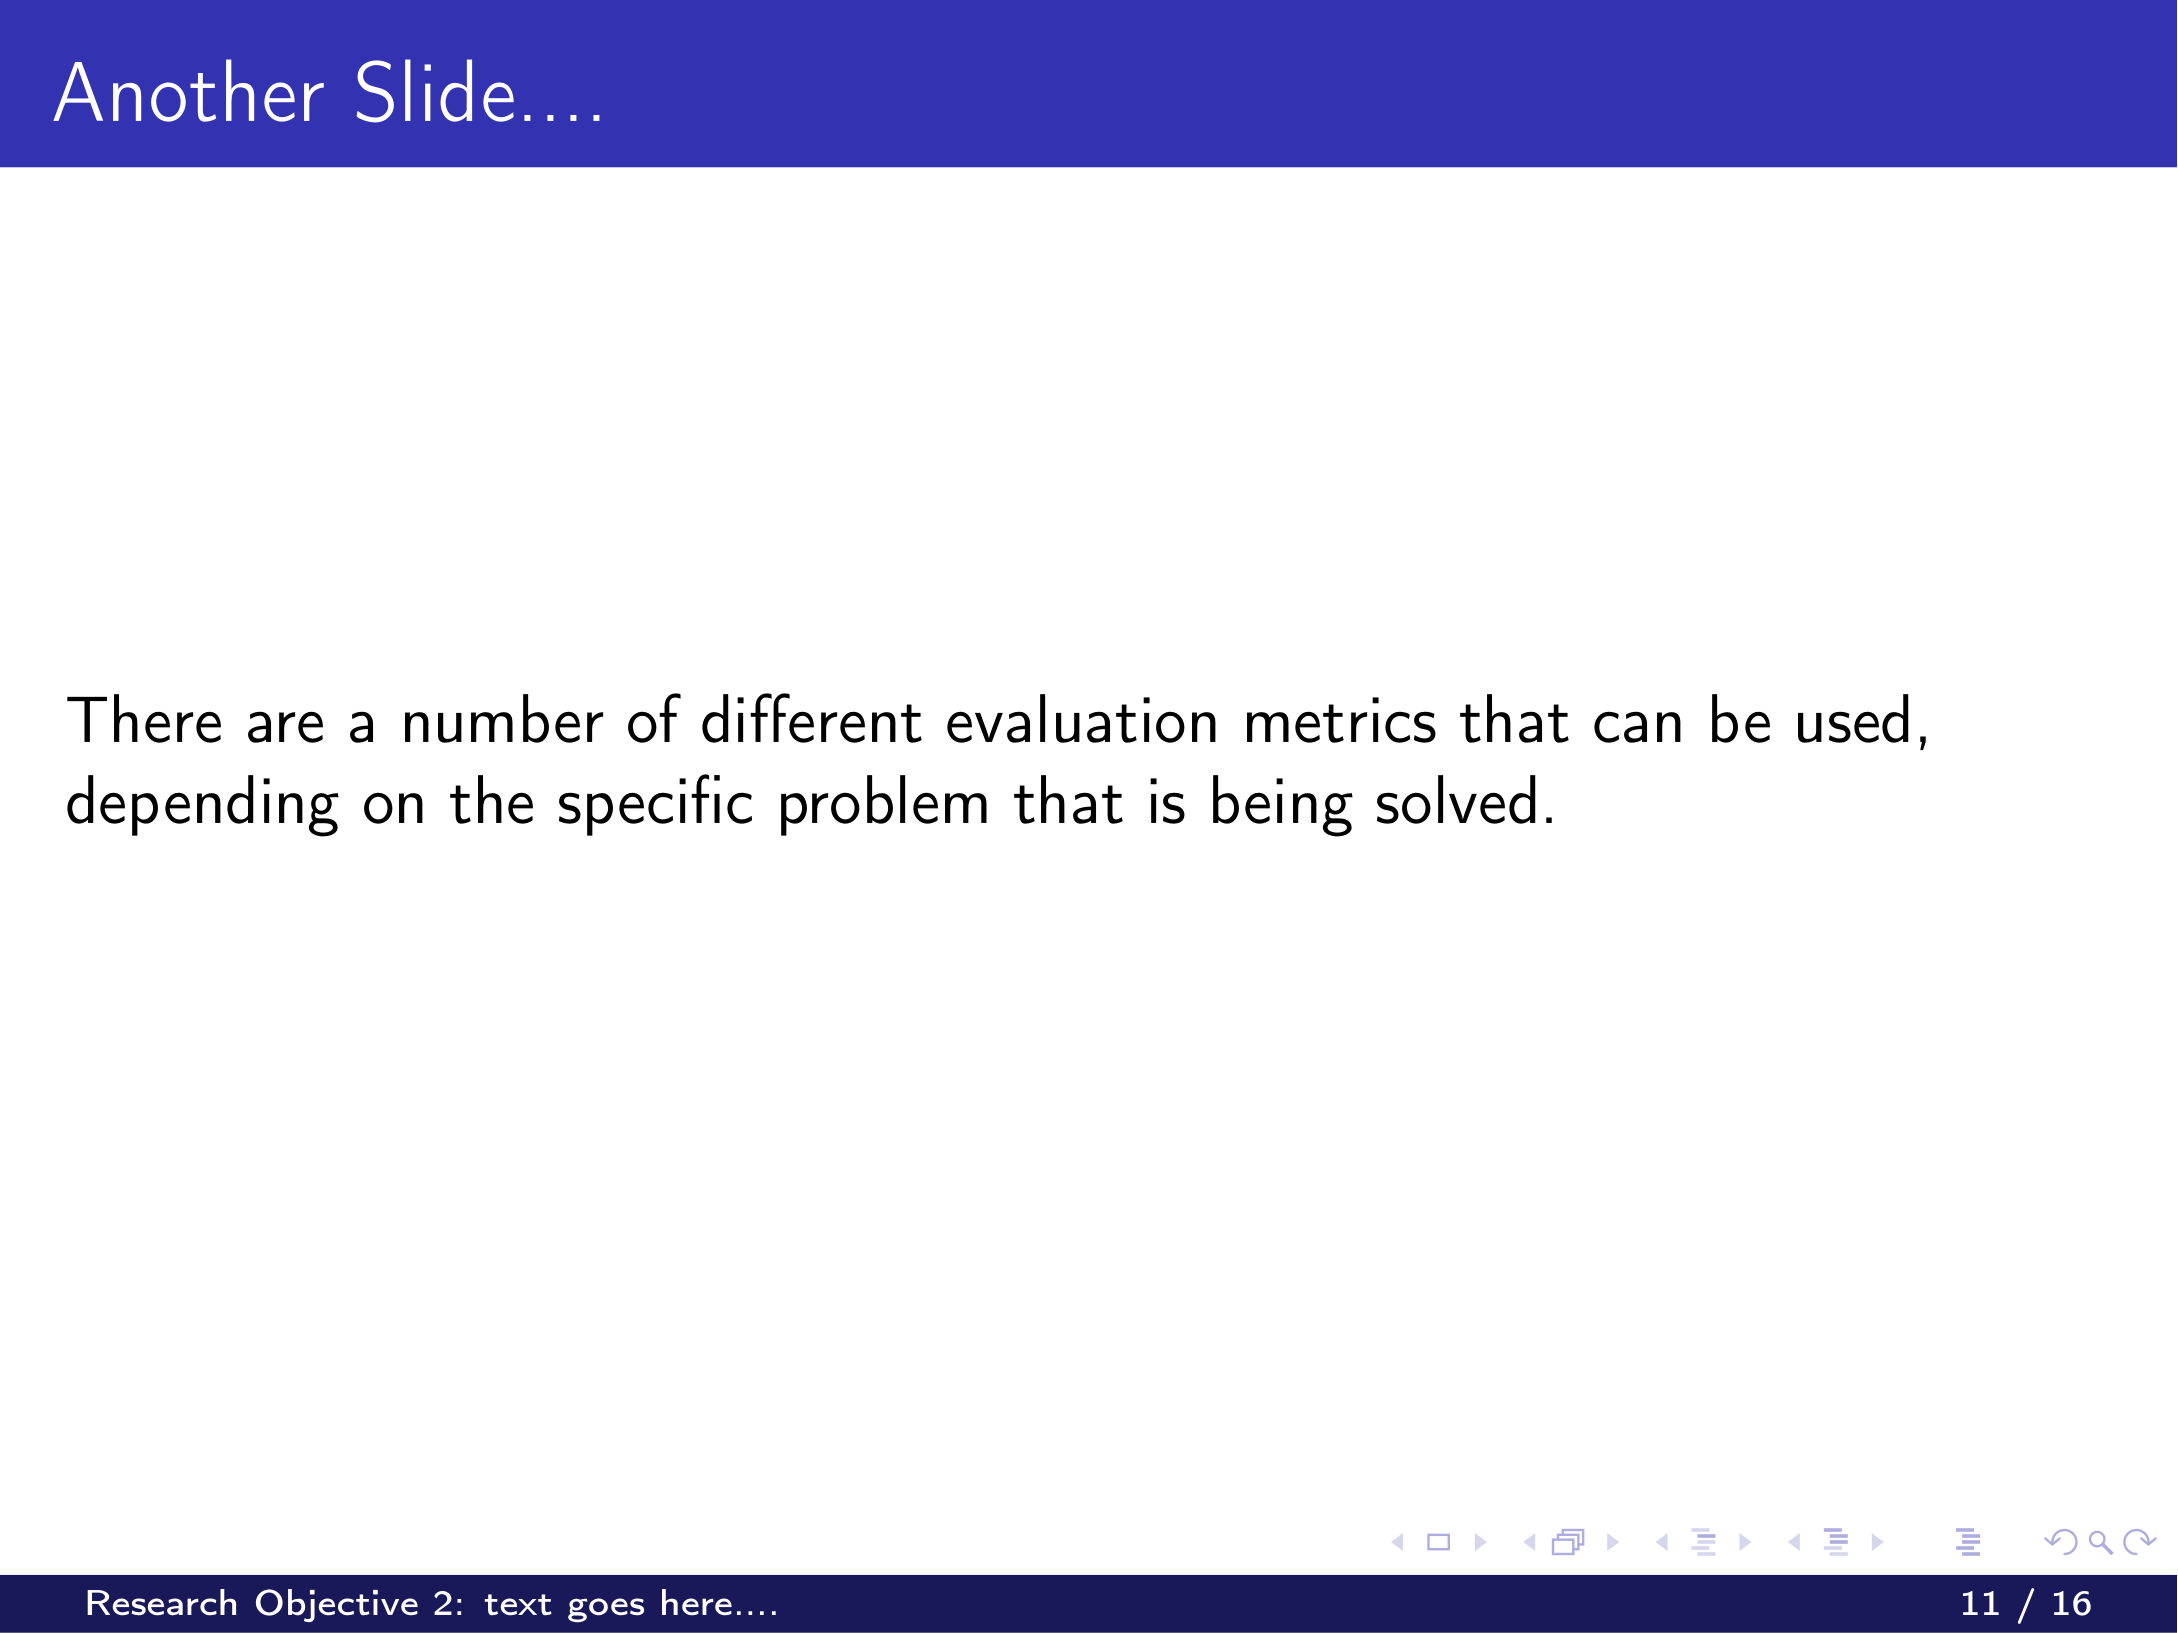 Another Slide....
There are a number of different evaluation metrics that can be used,
depending on the specific problem that is being solved.
Research Objective 2: text goes here....
11 / 16